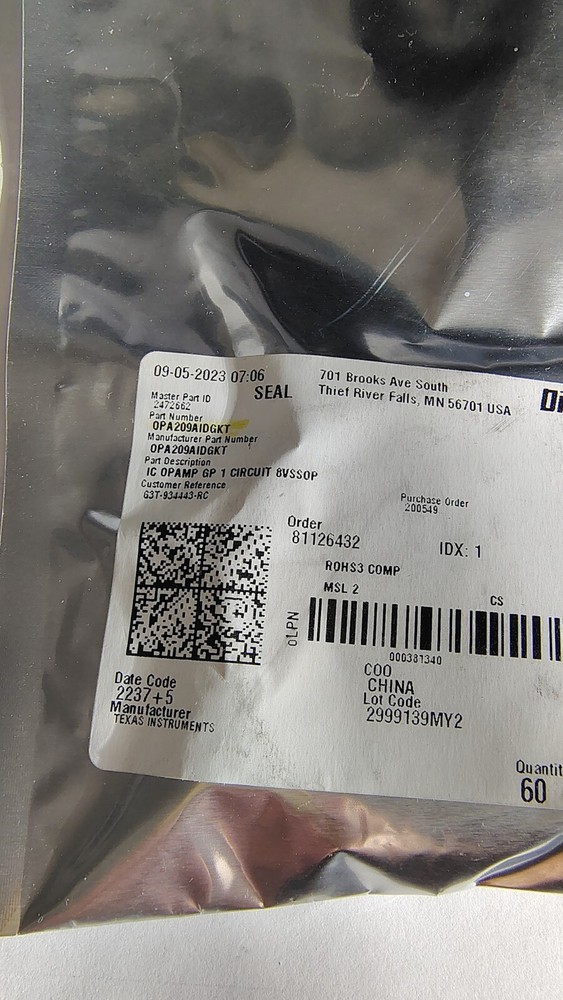 09-05-2023 07:06
SEAL
701 Brooks Ave South
Thief River Falls, MN 56701 USA
Master Part ID
2472662
Part Number
OPA209AIDGKT
Manufacturer Part Number
OPA209AIDGKT
Part Description
IC OPAMP GP 1 CIRCUIT 8VSSOP
Customer Reference
G3T-934443-RC
Purchase Order
200549
Order
81126432
IDX: 1
ROHS3 COMP
MSL 2
CS
oLPN
000381340
COO
CHINA
Lot Code
2999139MY2
Date Code
2237+5
Manufacturer
TEXAS INSTRUMENTS
Quantit
60